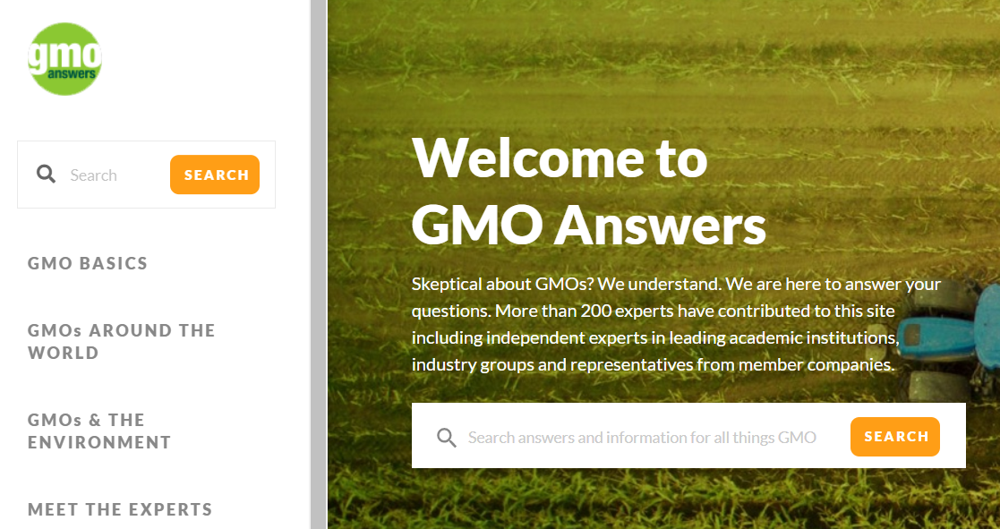 gmo
answers
Search
SEARCH
GMO BASICS
GMOs AROUND THE
WORLD
GMOs & THE
ENVIRONMENT
MEET THE EXPERTS
Welcome to
GMO Answers
Skeptical about GMOs? We understand. We are here to answer your
questions. More than 200 experts have contributed to this site
including independent experts in leading academic institutions,
industry groups and representatives from member companies.
Search answers and information for all things GMO
SEARCH